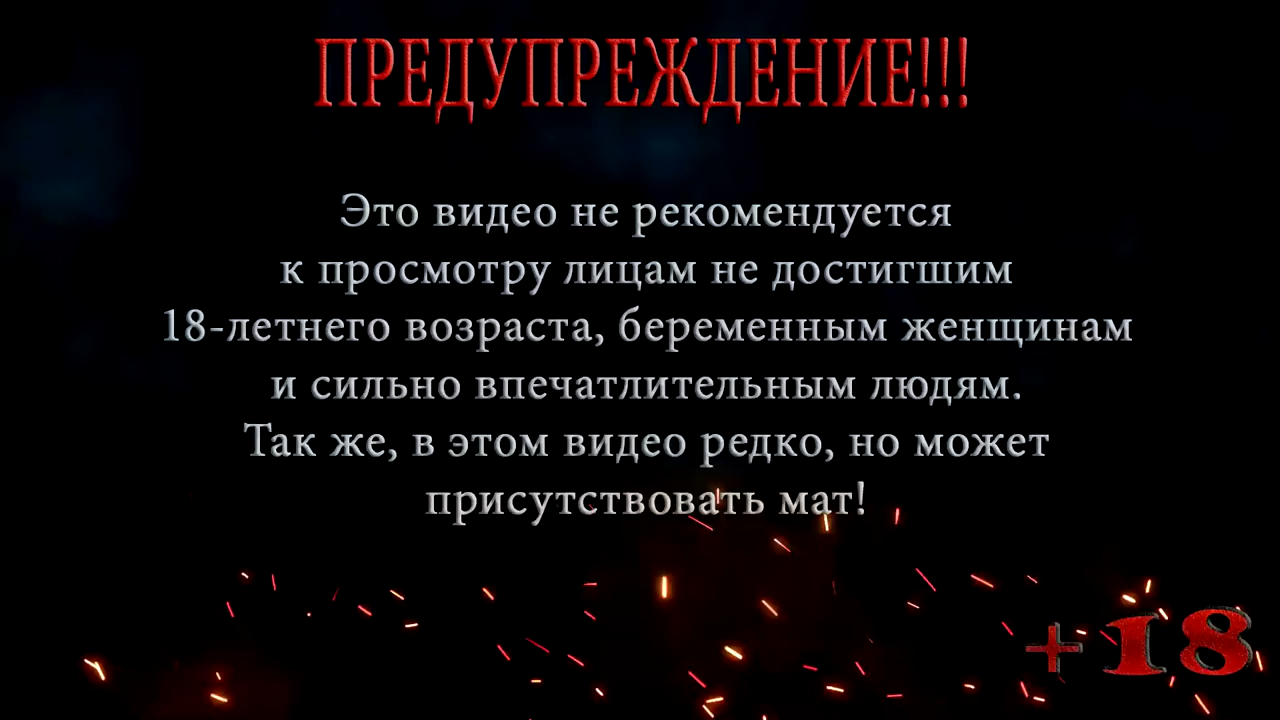 ПРЕДУПРЕЖДЕНИЕ!!!
Это видео не рекомендуется
к просмотру лицам не достигшим
18-летнего возраста, беременным женщинам
и сильно впечатлительным людям.
Так же, в этом видео редко, но может
присутствовать мат!
+18